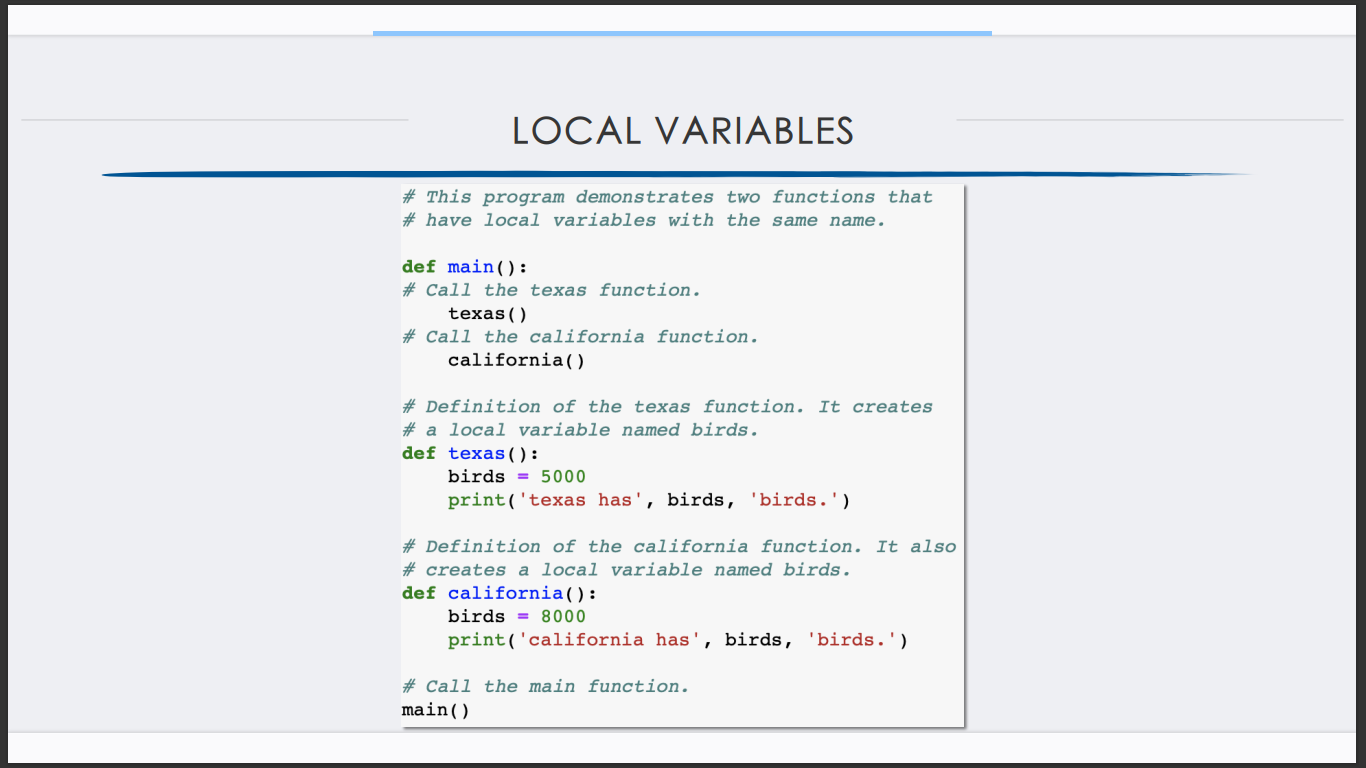 LOCAL VARIABLES
# This program demonstrates two functions that
# have local variables with the same name.
def main():
# Call the texas function.
    texas()
# Call the california function.
    california()
# Definition of the texas function. It creates
# a local variable named birds.
def texas():
    birds = 5000
    print('texas has', birds, 'birds.')
# Definition of the california function. It also
# creates a local variable named birds.
def california():
    birds = 8000
    print('california has', birds, 'birds.')
# Call the main function.
main()